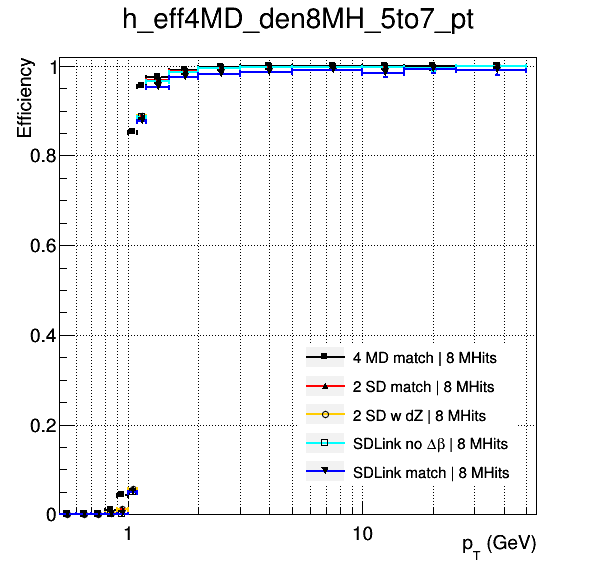 h_eff4MD_den8MH_5to7_pt
Efficiency
1
0.8
0.6
0.4
0.2
0
4 MD match | 8 MHits
2 SD match | 8 MHits
2 SD w dZ | 8 MHits
SDLink no Δβ | 8 MHits
SDLink match | 8 MHits
1 10
p_T (GeV)